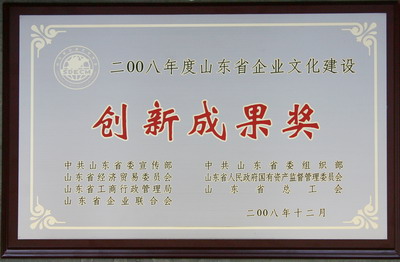 二00八年度山东省企业文化建设
创新成果奖
中共山东省委宣传部 中共山东省委组织部
山东省经济贸易委员会 山东省人民政府国有资产监督管理委员会
山东省工商行政管理局 山东省总工会
山东省企业联合会
二00八年十二月